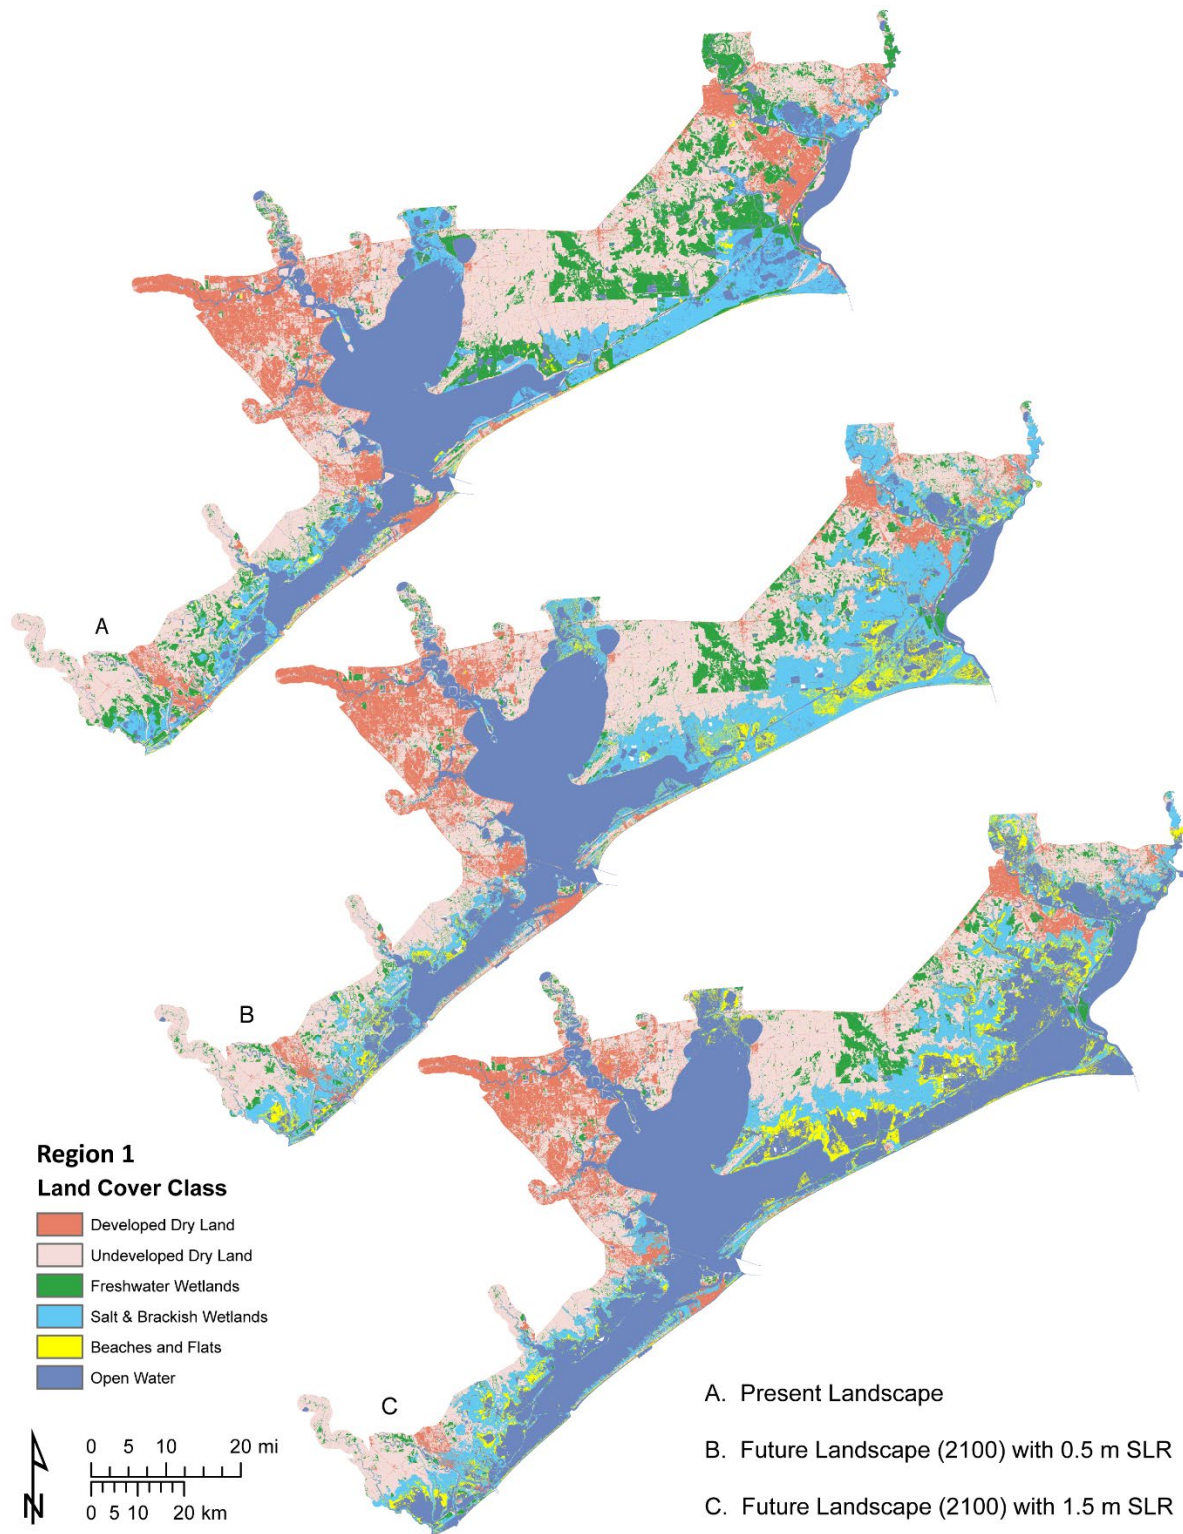 A
B
Region 1
Land Cover Class
Developed Dry Land
Undeveloped Dry Land
Freshwater Wetlands
Salt & Brackish Wetlands
Beaches and Flats
Open Water
C
A. Present Landscape
B. Future Landscape (2100) with 0.5 m SLR
C. Future Landscape (2100) with 1.5 m SLR
N
0 5 10 20 mi
0 5 10 20 km